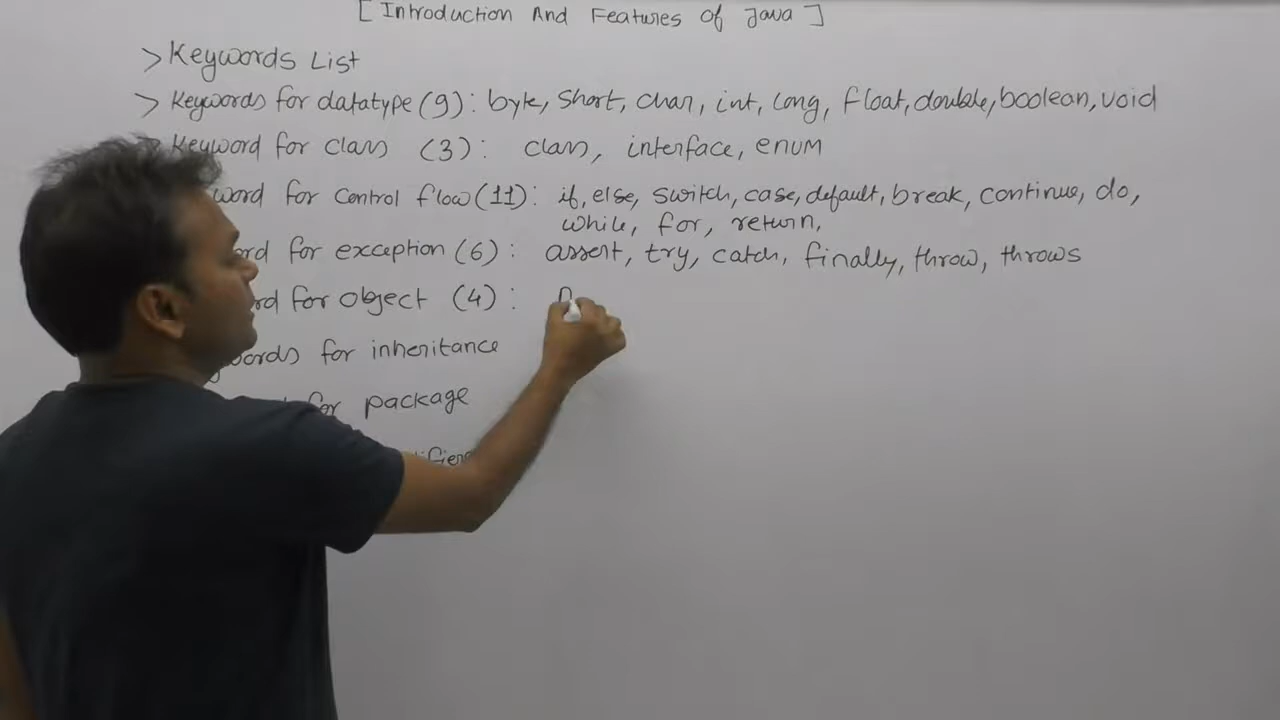 [ Introduction And Features of Java ]
> Keywords List
> Keywords for datatype (9) : byte, short, char, int, long, float, double, boolean, void
> Keyword for class (3) : class, interface, enum
word for control flow (11) : if, else, switch, case, default, break, continue, do,
while, for, return,
for exception (6) : assert, try, catch, finally, throw, throws
for object (4) :
words for inheritance
for package